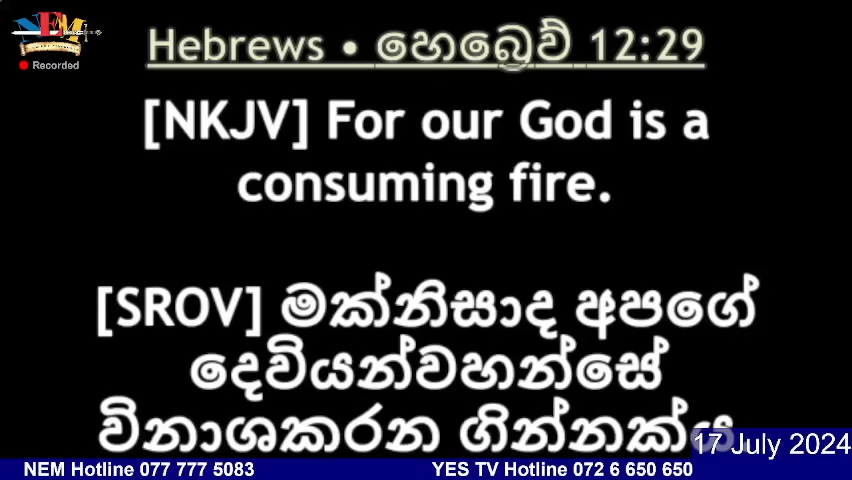 NEM
Recorded
Hebrews • හෙබ්‍රෙව් 12:29
[NKJV] For our God is a
consuming fire.
[SROV] මක්නිසාද අපගේ
දෙවියන්වහන්සේ
විනාශකරන ගින්නක්ය.
17 July 2024
NEM Hotline 077 777 5083
YES TV Hotline 072 6 650 650